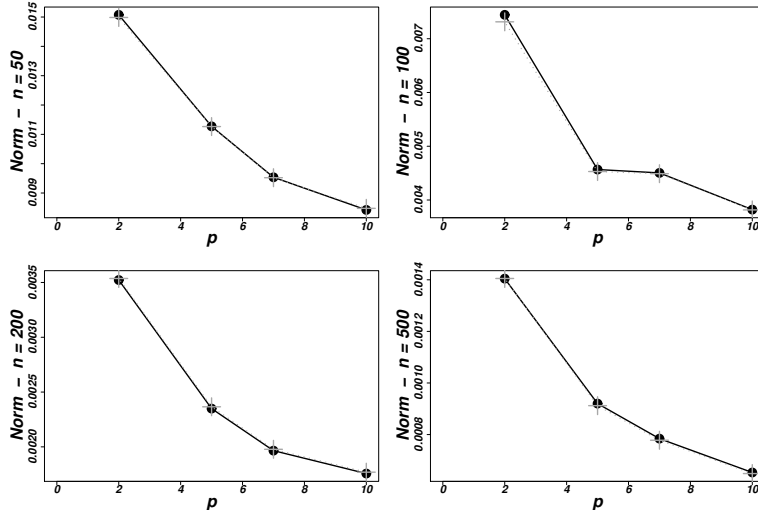 Norm − n = 50
0.015
0.013
0.011
0.009
0 2 4 6 8 10
p
Norm − n = 100
0.007
0.006
0.005
0.004
0 2 4 6 8 10
p
Norm − n = 200
0.0035
0.0030
0.0025
0.0020
0 2 4 6 8 10
p
Norm − n = 500
0.0014
0.0012
0.0010
0.0008
0 2 4 6 8 10
p